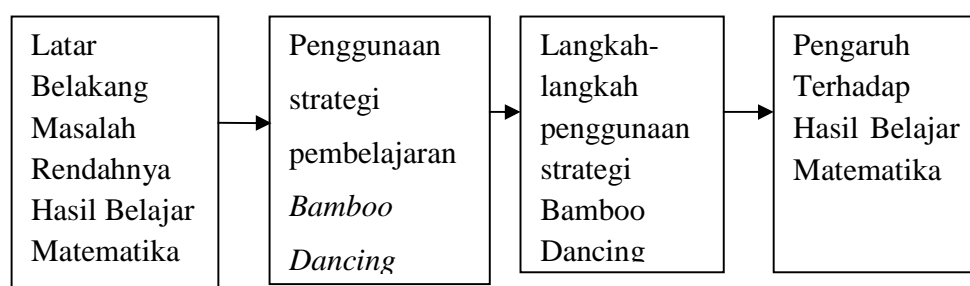 Latar
Belakang
Masalah
Rendahnya
Hasil Belajar
Matematika
Penggunaan
strategi
pembelajaran
Bamboo
Dancing
Langkah-
langkah
penggunaan
strategi
Bamboo
Dancing
Pengaruh
Terhadap
Hasil Belajar
Matematika